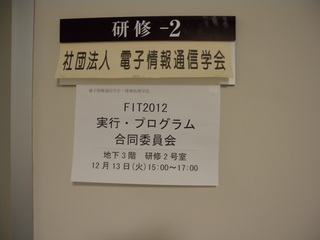 研修 -2
社団法人 電子情報通信学会
FIT2012
実行・プログラム
合同委員会
地下3階 研修2号室
12月13日(火)15:00～17:00